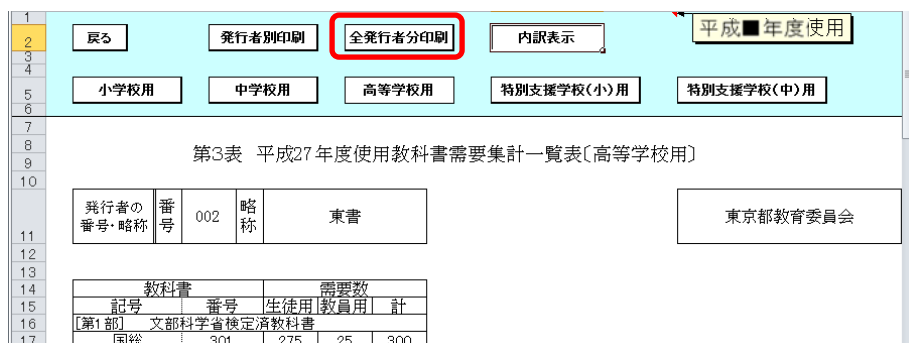 1
2 戻る 発行者別印刷 全発行者分印刷 内訳表示 平成■年度使用
3
4
5 小学校用 中学校用 高等学校用 特別支援学校(小)用 特別支援学校(中)用
6
7
8 第3表 平成27年度使用教科書需要集計一覧表〔高等学校用〕
9
10
11 発行者の番号・略称 番号 002 略称 東書 東京都教育委員会
12
13
14 教科書 需要数
15 記号 番号 生徒用 教員用 計
16 [第1部] 文部科学省検定済教科書
17 国総 301 275 25 300